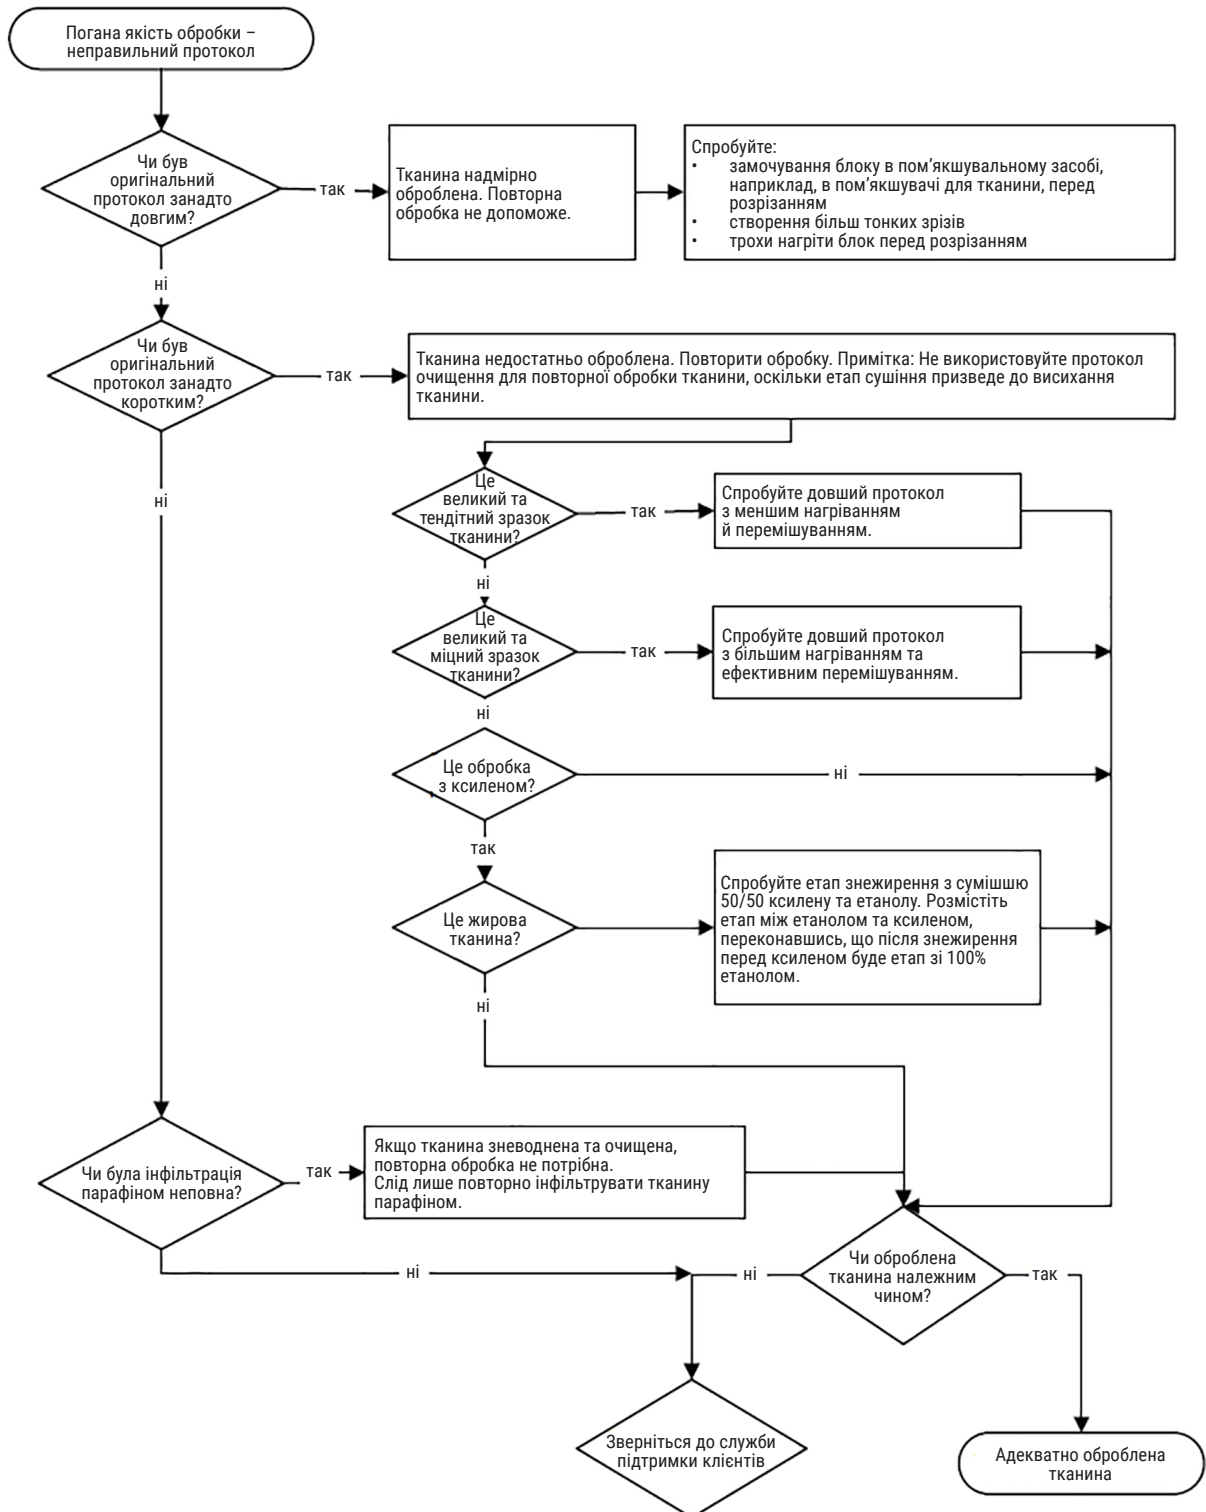 Погана якість обробки –
неправильний протокол
Чи був
оригінальний
протокол занадто
довгим?
так
Тканина надмірно
оброблена. Повторна
обробка не допоможе.
Спробуйте:
• замочування блоку в пом’якшувальному засобі,
наприклад, в пом’якшувачі для тканини, перед
розрізанням
• створення більш тонких зрізів
• трохи нагріти блок перед розрізанням
ні
Чи був
оригінальний
протокол занадто
коротким?
так
Тканина недостатньо оброблена. Повторити обробку. Примітка: Не використовуйте протокол
очищення для повторної обробки тканини, оскільки етап сушіння призведе до висихання
тканини.
ні
Це
великий та
тендітний зразок
тканини?
так
Спробуйте довший протокол
з меншим нагріванням
й перемішуванням.
ні
Це
великий та
міцний зразок
тканини?
так
Спробуйте довший протокол
з більшим нагріванням та
ефективним перемішуванням.
ні
Це обробка
з ксиленом?
ні
так
Це жирова
тканина?
Спробуйте етап знежирення з сумішшю
50/50 ксилену та етанолу. Розмістіть
етап між етанолом та ксиленом,
переконавшись, що після знежирення
перед ксиленом буде етап зі 100%
етанолом.
ні
Чи була інфільтрація
парафіном неповна?
так
Якщо тканина зневоднена та очищена,
повторна обробка не потрібна.
Слід лише повторно інфільтрувати тканину
парафіном.
ні
Чи оброблена
тканина належним
чином?
ні
так
Зверніться до служби
підтримки клієнтів
Адекватно оброблена
тканина